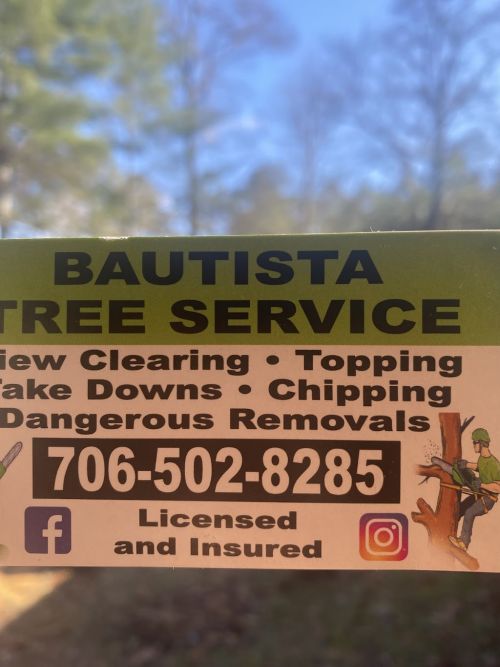 BAUTISTA
TREE SERVICE
iew Clearing • Topping
ake Downs • Chipping
Dangerous Removals
706-502-8285
Licensed
and Insured